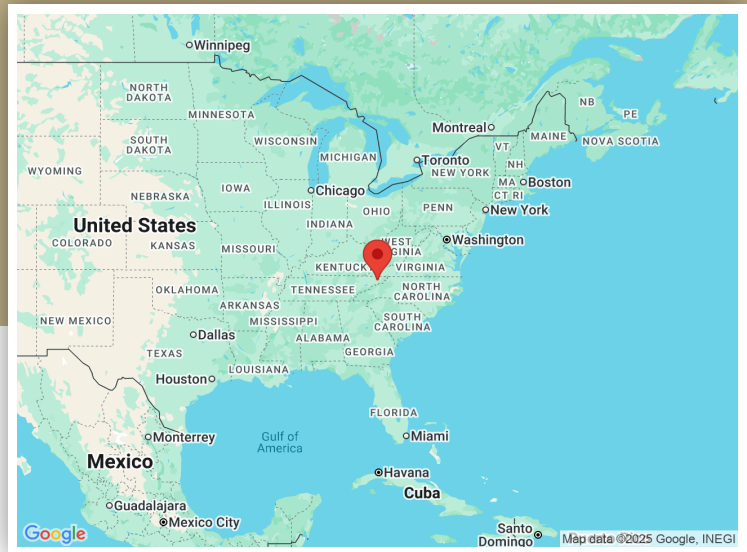 Winnipeg
NORTH
DAKOTA
MINNESOTA
NB
PE
Montreal
MAINE
NOVA SCOTIA
SOUTH
DAKOTA
WISCONSIN
VT
MICHIGAN
Toronto
NH
WYOMING
NEW YORK
MA
Boston
IOWA
Chicago
CT RI
NEBRASKA
ILLINOIS
OHIO
PENN
New York
United States
INDIANA
COLORADO
KANSAS
MISSOURI
WEST
GINIA
Washington
KENTUCK
VIRGINIA
OKLAHOMA
TENNESSEE
NORTH
CAROLINA
ARKANSAS
NEW MEXICO
MISSISSIPPI
SOUTH
CAROLINA
Dallas
ALABAMA
TEXAS
GEORGIA
LOUISIANA
Houston
FLORIDA
Monterrey
Gulf of
America
Miami
Mexico
Havana
Cuba
Guadalajara
Mexico City
Santo
Domingo
Google
Map data ©2025 Google, INEGI